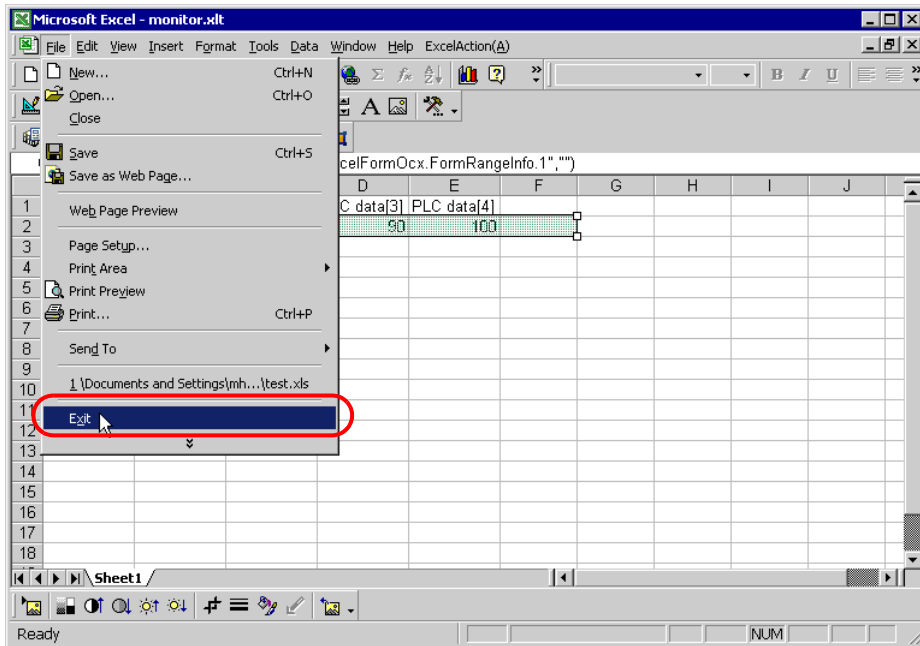 Microsoft Excel - monitor.xlt
File Edit View Insert Format Tools Data Window Help ExcelAction(A)
New... Ctrl+N
Open... Ctrl+O
Close
Save Ctrl+S
Save as Web Page...
Web Page Preview
Page Setup...
Print Area
Print Preview
Print... Ctrl+P
Send To
1 \Documents and Settings\mh...\test.xls
Exit
B I U
A
celFormOcx.FormRangeInfo.1","")
D E F G H I J
1 C data[3] PLC data[4]
2 90 100
3
4
5
6
7
8
9
10
11
12
13
14
15
16
17
18
Sheet1
Ready NUM